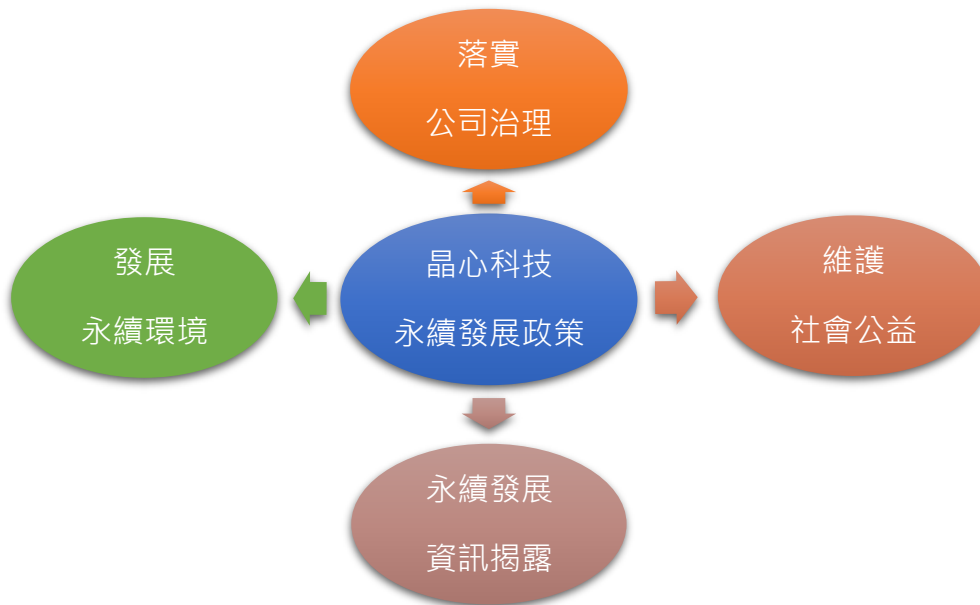 落實
公司治理
發展
永續環境
晶心科技
永續發展政策
維護
社會公益
永續發展
資訊揭露